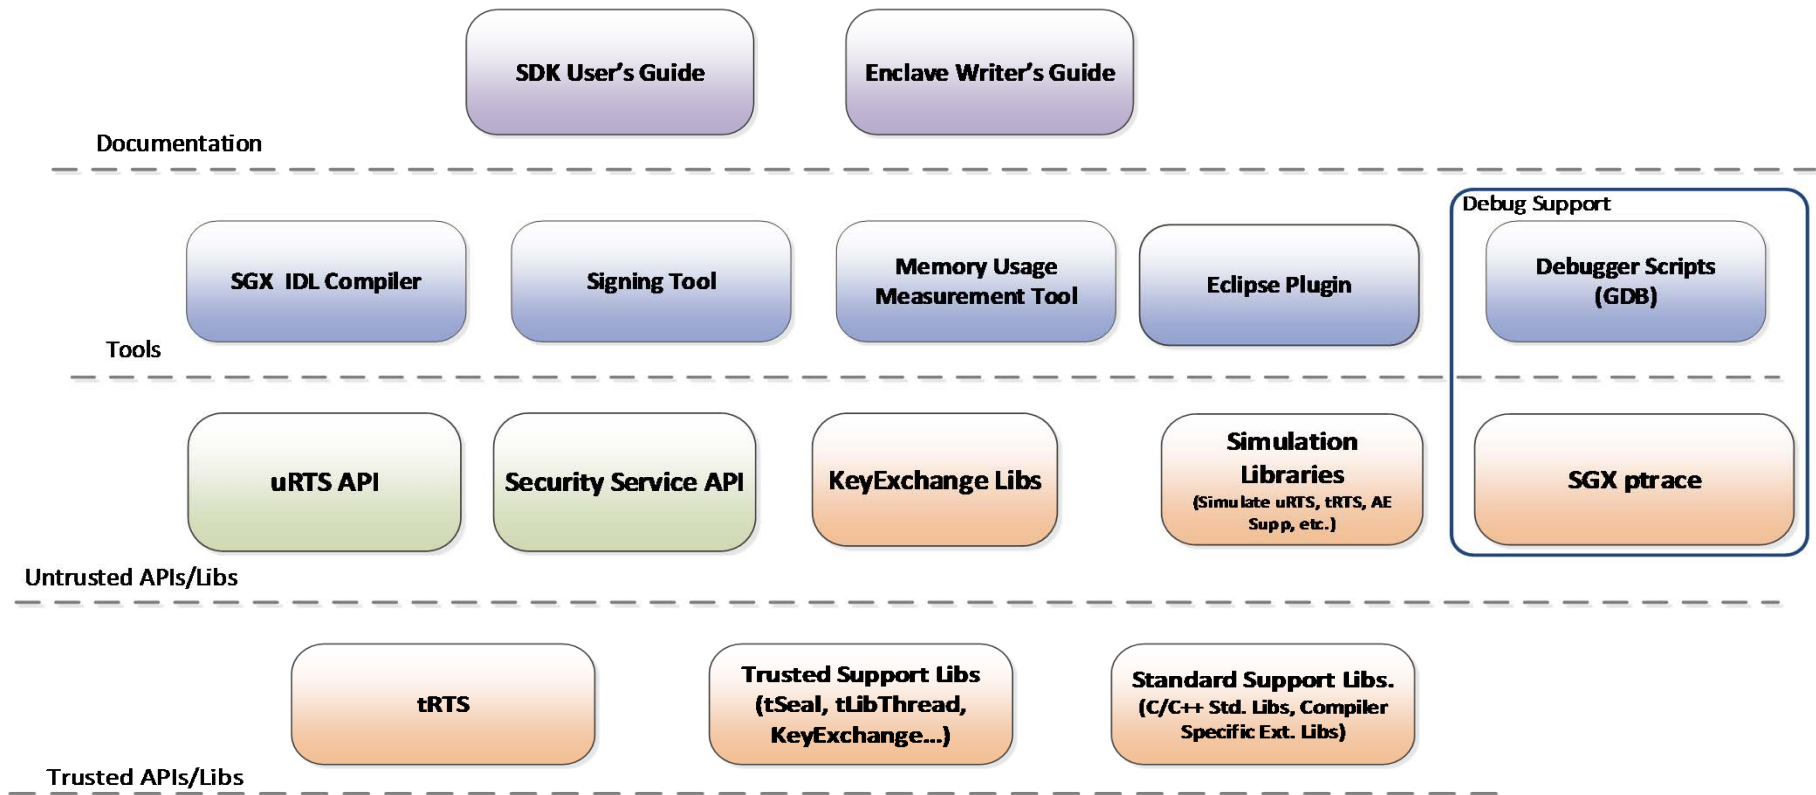 SDK User's Guide
Enclave Writer's Guide
Documentation
Debug Support
SGX IDL Compiler
Signing Tool
Memory Usage
Measurement Tool
Eclipse Plugin
Debugger Scripts
(GDB)
Tools
uRTS API
Security Service API
KeyExchange Libs
Simulation
Libraries
(Simulate uRTS, tRTS, AE
Supp, etc.)
SGX ptrace
Untrusted APIs/Libs
tRTS
Trusted Support Libs
(tSeal, tLibThread,
KeyExchange...)
Standard Support Libs.
(C/C++ Std. Libs, Compiler
Specific Ext. Libs)
Trusted APIs/Libs